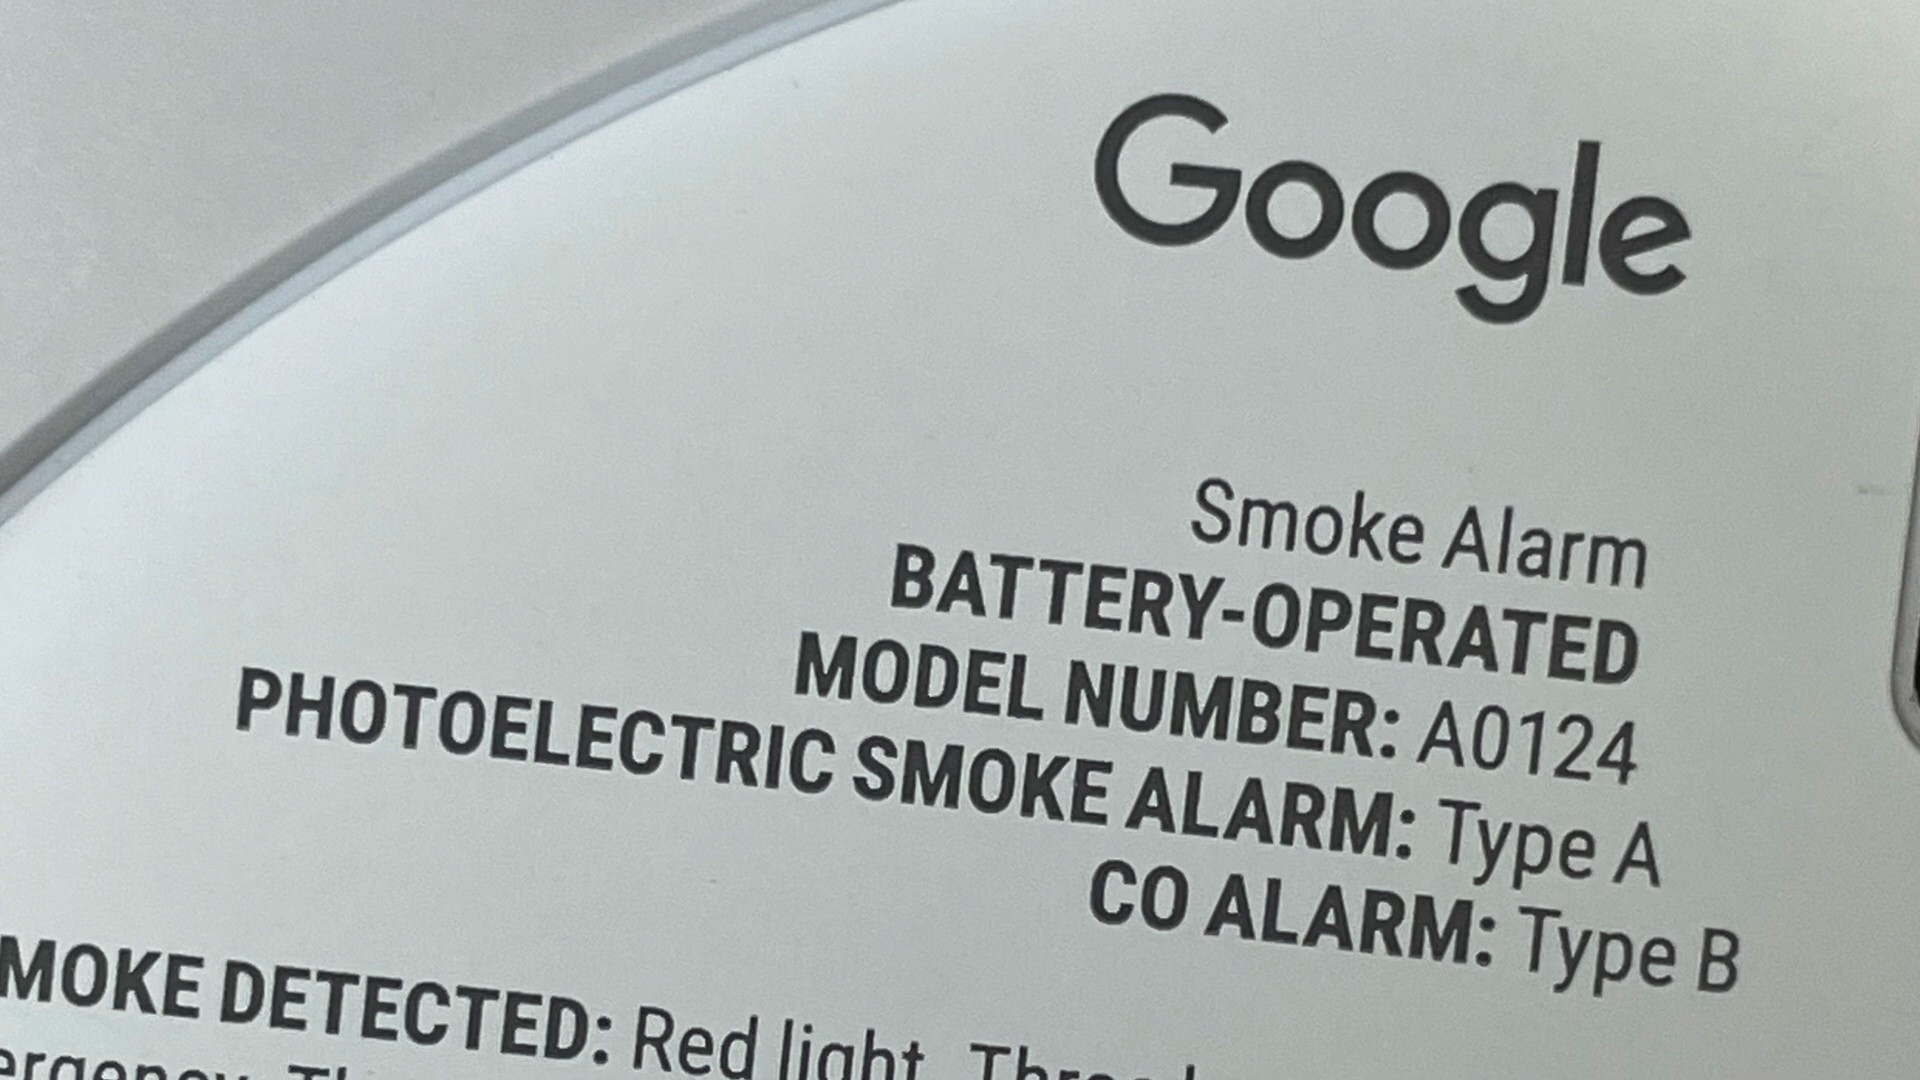 Google
Smoke Alarm
BATTERY-OPERATED
MODEL NUMBER: A0124
PHOTOELECTRIC SMOKE ALARM: Type A
CO ALARM: Type B
MOKE DETECTED: Red light.